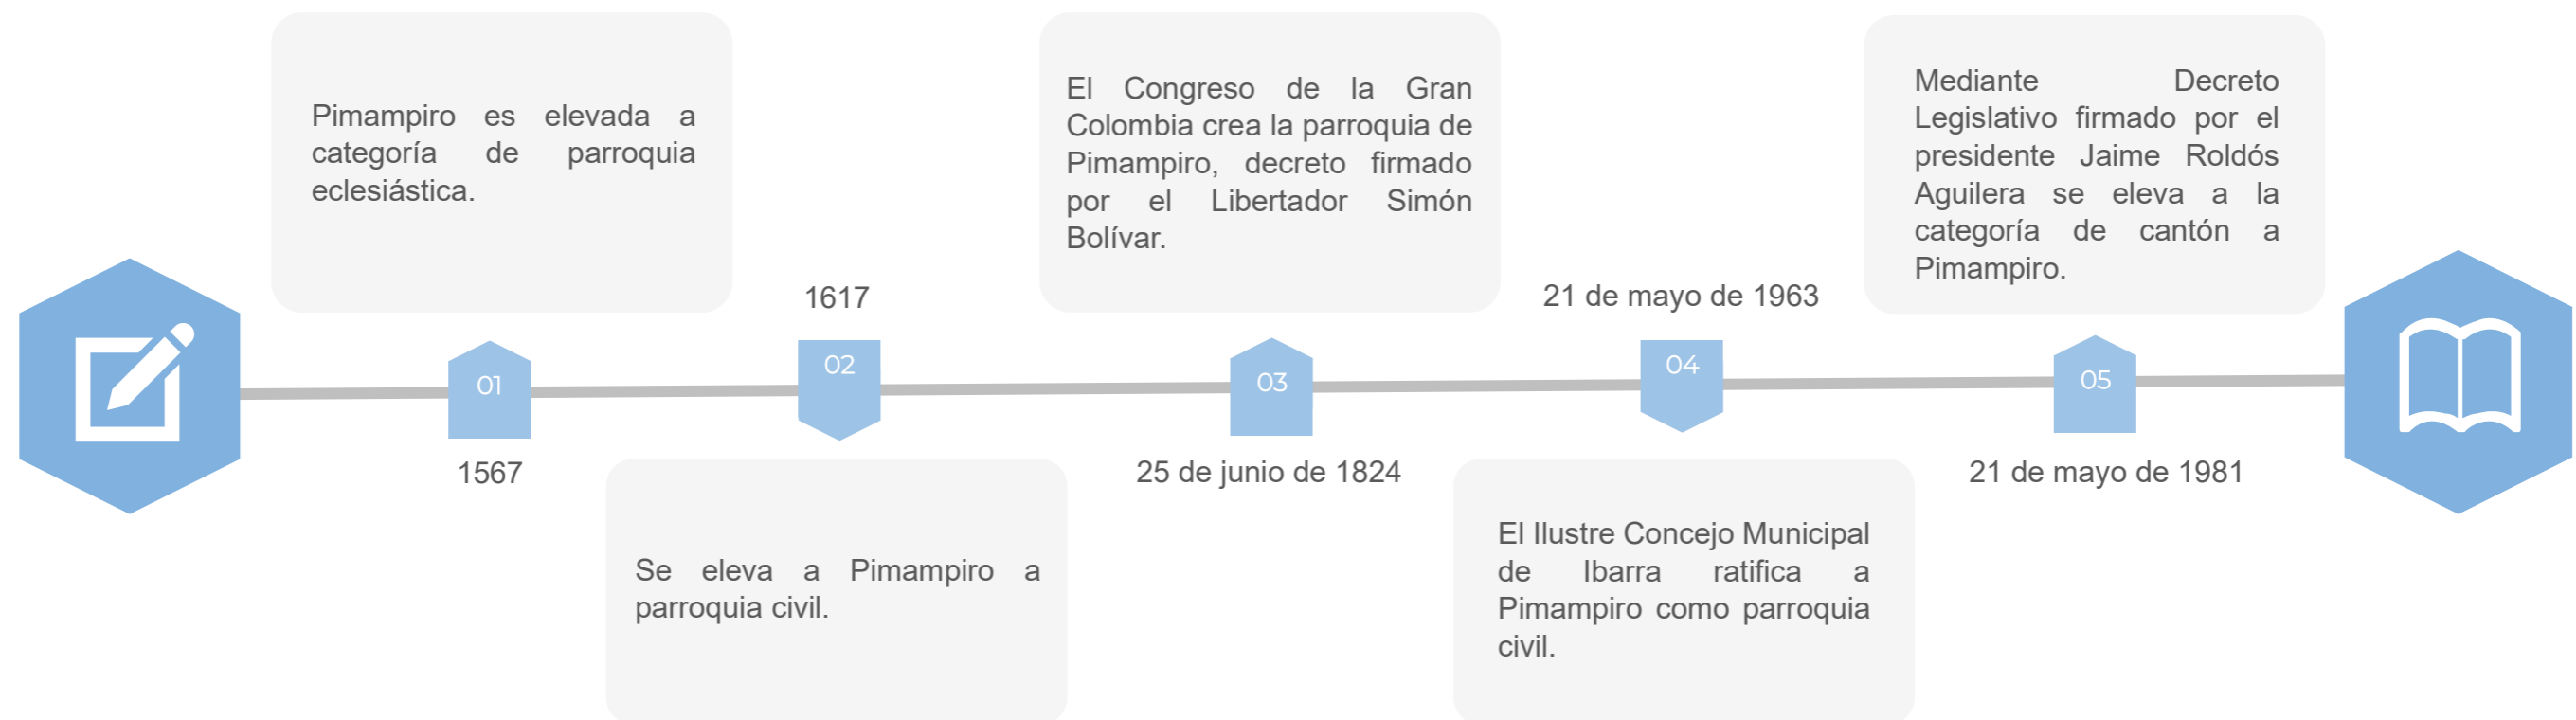 Pimampiro es elevada a
categoría de parroquia
eclesiástica.
01
1567
1617
02
Se eleva a Pimampiro a
parroquia civil.
El Congreso de la Gran
Colombia crea la parroquia de
Pimampiro, decreto firmado
por el Libertador Simón
Bolívar.
03
25 de junio de 1824
21 de mayo de 1963
04
El Ilustre Concejo Municipal
de Ibarra ratifica a
Pimampiro como parroquia
civil.
Mediante Decreto
Legislativo firmado por el
presidente Jaime Roldós
Aguilera se eleva a la
categoría de cantón a
Pimampiro.
05
21 de mayo de 1981